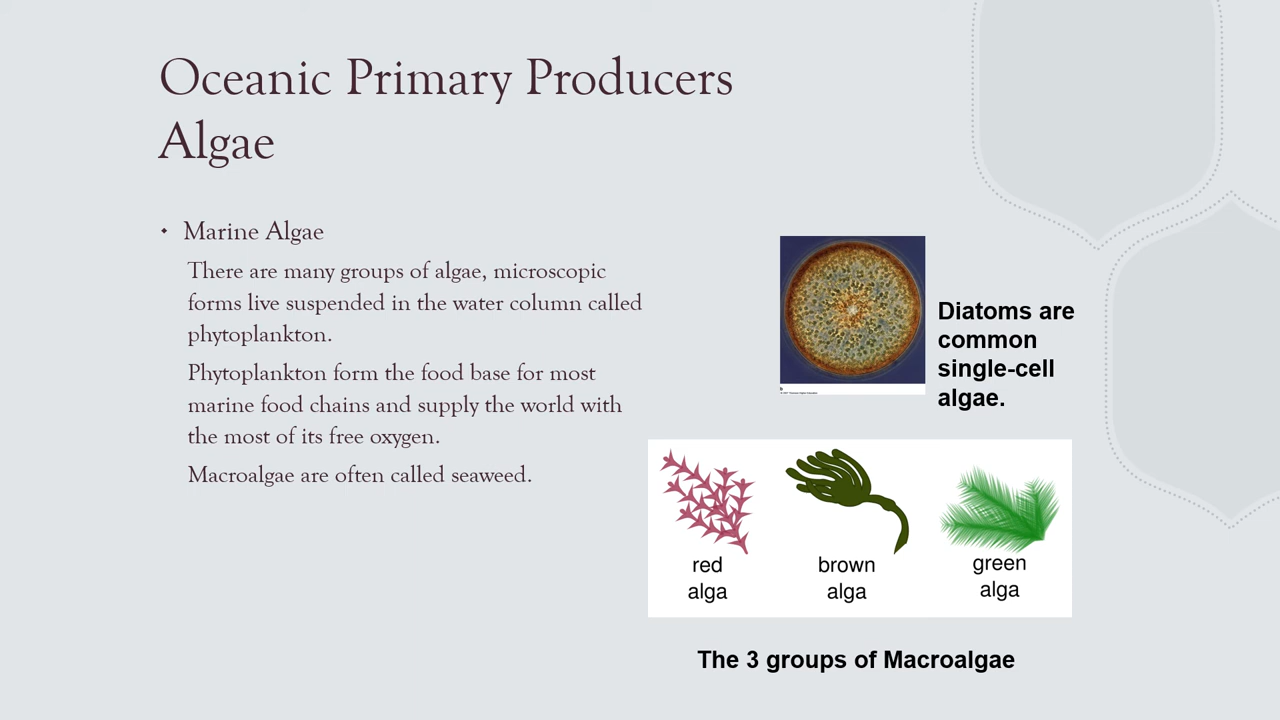 Oceanic Primary Producers
Algae
Marine Algae
There are many groups of algae, microscopic
forms live suspended in the water column called
phytoplankton.
Phytoplankton form the food base for most
marine food chains and supply the world with
the most of its free oxygen.
Macroalgae are often called seaweed.
Diatoms are
common
single-cell
algae.
red
alga
brown
alga
green
alga
The 3 groups of Macroalgae